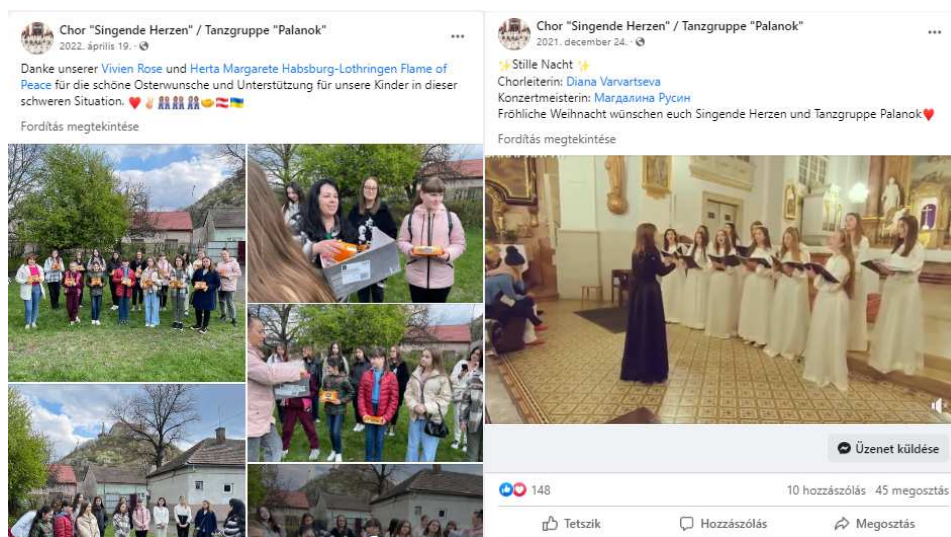 Chor "Singende Herzen" / Tanzgruppe "Palanok"
2022. április 19. ·
Danke unserer Vivien Rose und Herta Margarete Habsburg-Lothringen Flame of
Peace für die schöne Osterwunsche und Unterstützung für unsere Kinder in dieser
schweren Situation.
Fordítás megtekintése
Chor "Singende Herzen" / Tanzgruppe "Palanok"
2021. december 24. ·
Stille Nacht
Chorleiterin: Diana Varvartseva
Konzertmeisterin: Магдалина Русин
Fröhliche Weihnacht wünschen euch Singende Herzen und Tanzgruppe Palanok
Fordítás megtekintése
Üzenet küldése
148
10 hozzászólás 45 megosztás
Tetszik Hozzászólás Megosztás